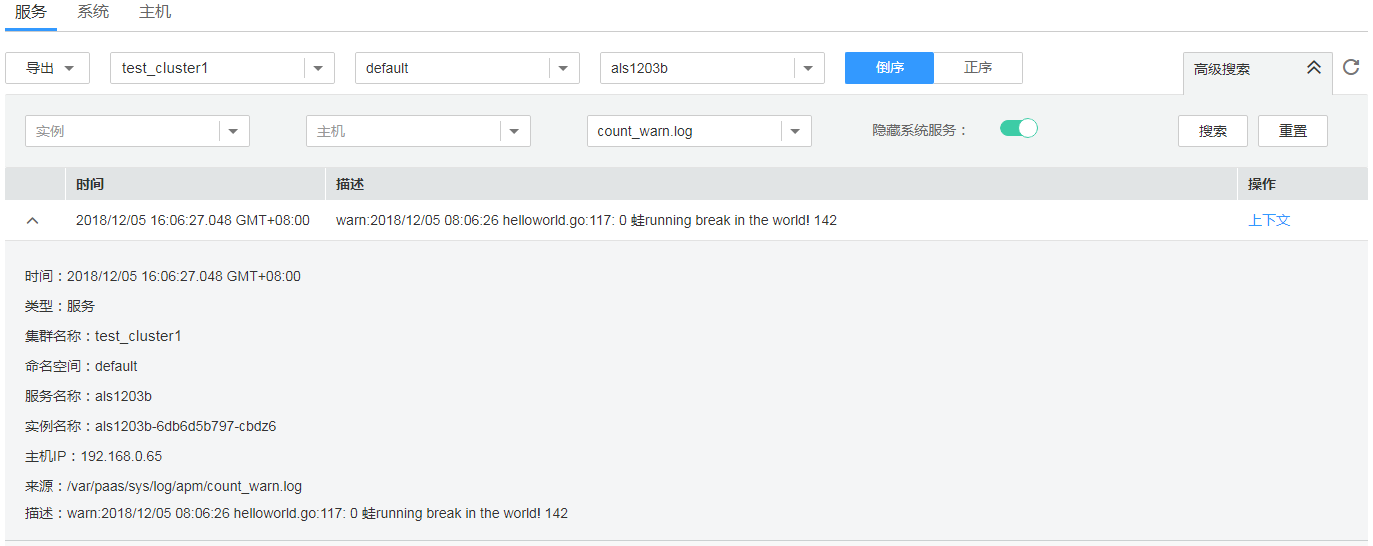 服务 系统 主机
导出 test_cluster1 default als1203b 倒序 正序 高级搜索
实例 主机 count_warn.log 隐藏系统服务： 搜索 重置
时间 描述 操作
2018/12/05 16:06:27.048 GMT+08:00 warn:2018/12/05 08:06:26 helloworld.go:117: 0 蛙running break in the world! 142 上下文
时间：2018/12/05 16:06:27.048 GMT+08:00
类型：服务
集群名称：test_cluster1
命名空间：default
服务名称：als1203b
实例名称：als1203b-6db6d5b797-cbdz6
主机IP：192.168.0.65
来源：/var/paas/sys/log/apm/count_warn.log
描述：warn:2018/12/05 08:06:26 helloworld.go:117: 0 蛙running break in the world! 142